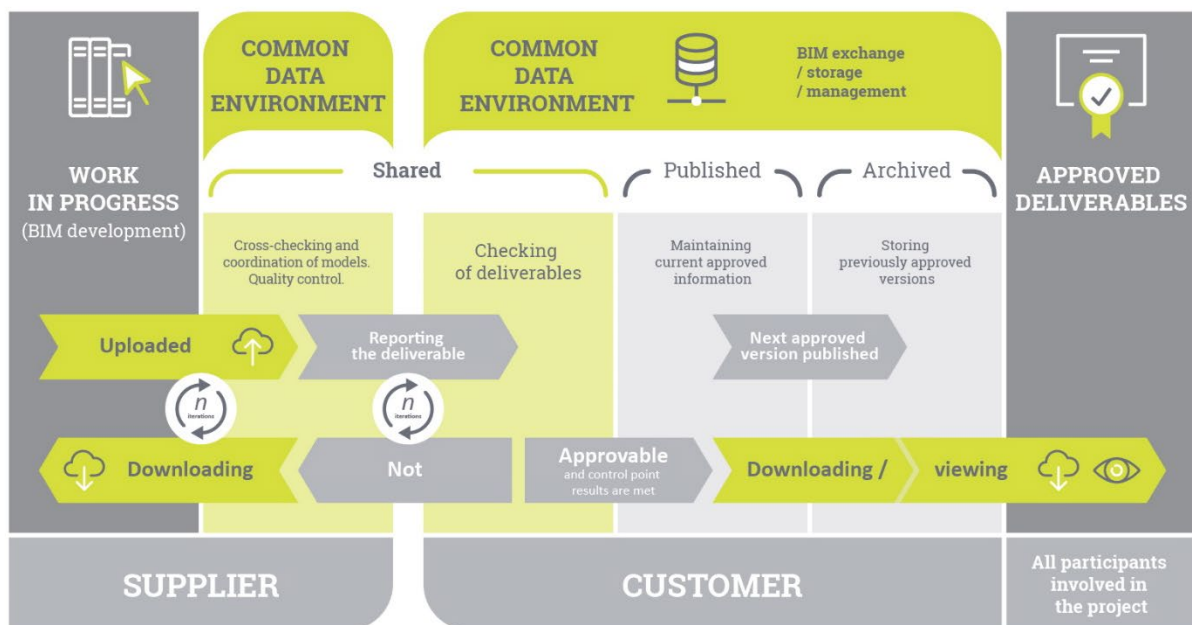 COMMON
DATA
ENVIRONMENT
COMMON
DATA
ENVIRONMENT
BIM exchange
/ storage
/ management
WORK
IN PROGRESS
(BIM development)
Shared
Published
Archived
APPROVED
DELIVERABLES
Cross-checking and
coordination of models.
Quality control.
Checking
of deliverables
Maintaining
current approved
information
Storing
previously approved
versions
Uploaded
Reporting
the deliverable
Next approved
version published
n
iterations
n
iterations
Downloading
Not
Approvable
and control point
results are met
Downloading /
viewing
SUPPLIER
CUSTOMER
All participants
involved in
the project